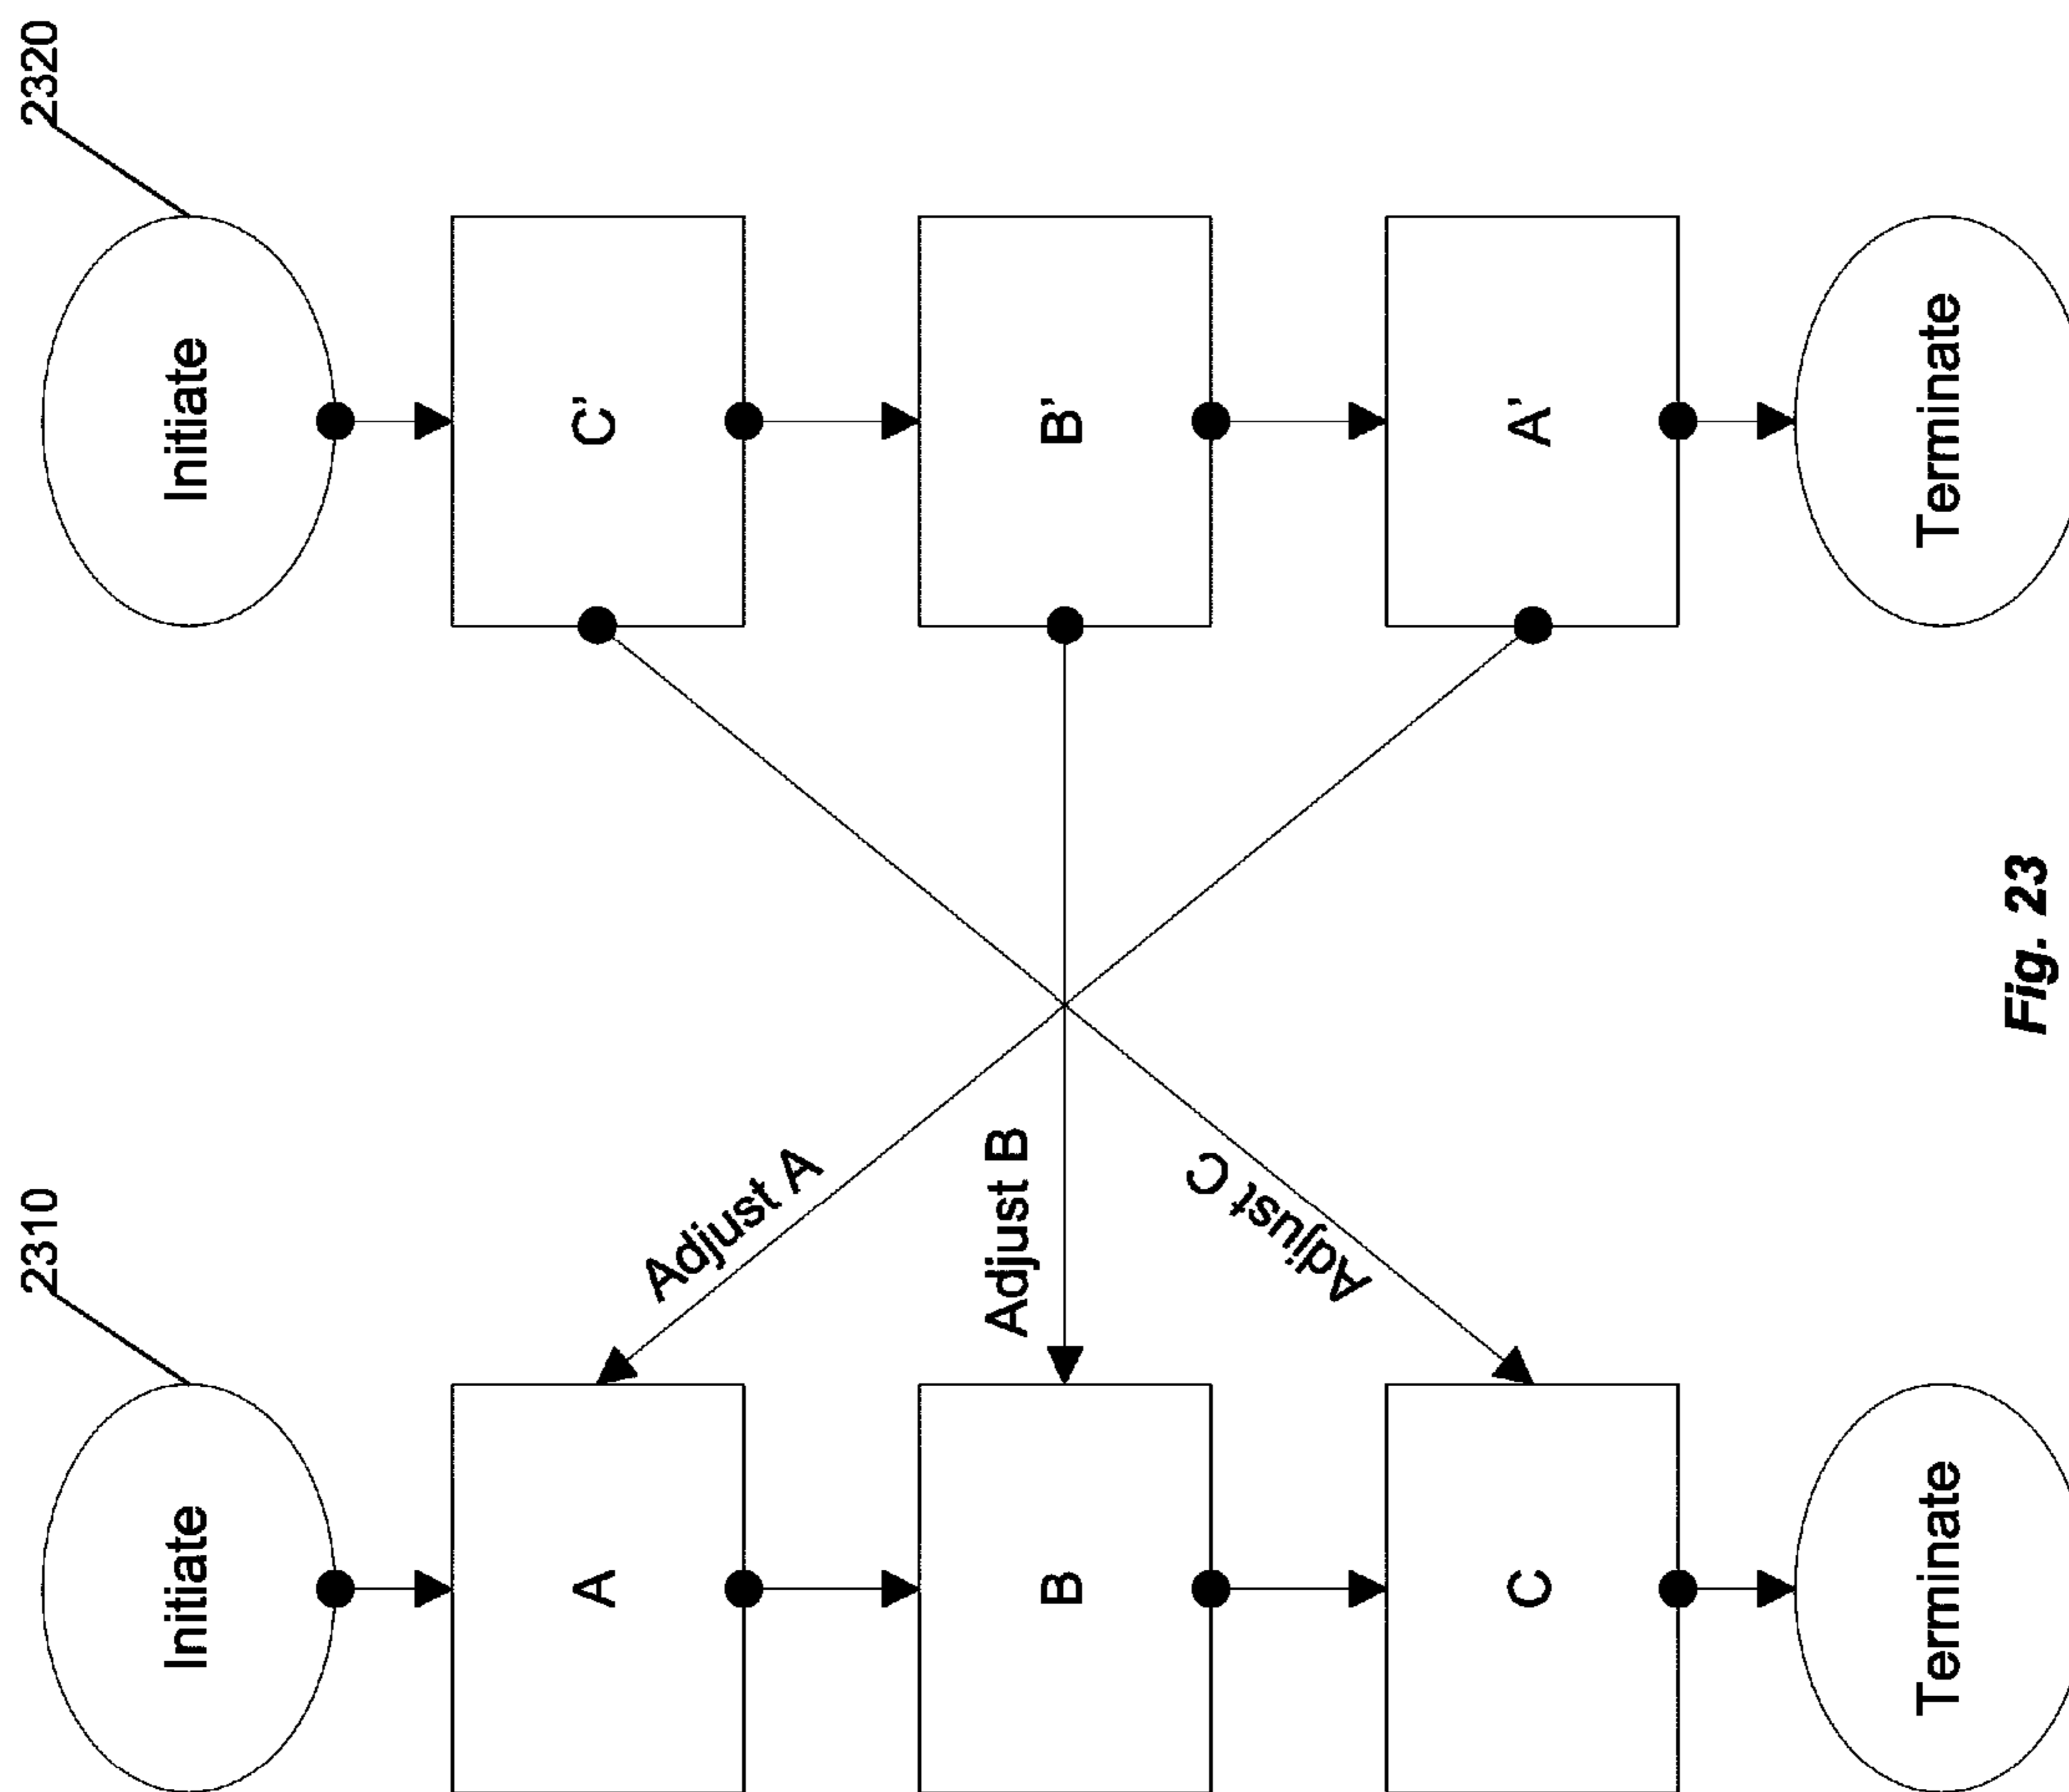 2310
Initiate
A
B
C
Terminate
Adjust A
Adjust B
Adjust C
2320
Initiate
C'
B'
A'
Terminate
Fig. 23